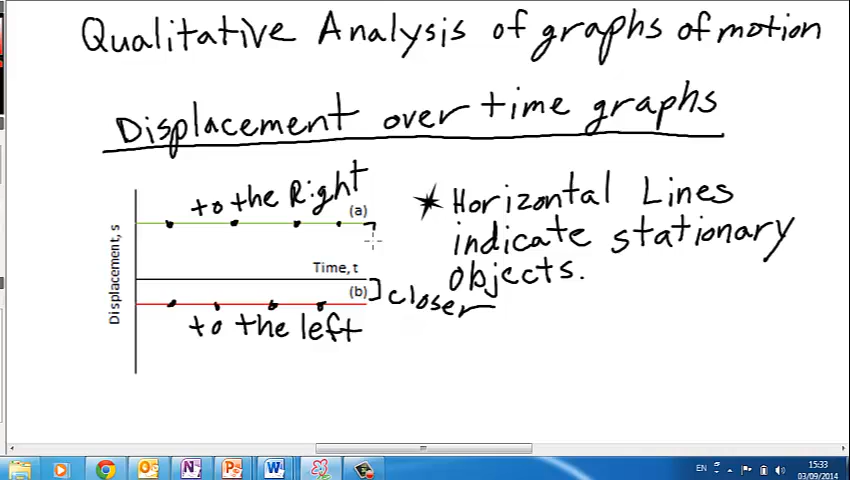 Qualitative Analysis of graphs of motion
Displacement over time graphs
to the Right
(a)
Displacement, s
Time, t
(b)
closer
to the left
* Horizontal Lines
indicate stationary
objects.
EN
15:33
03/09/2014